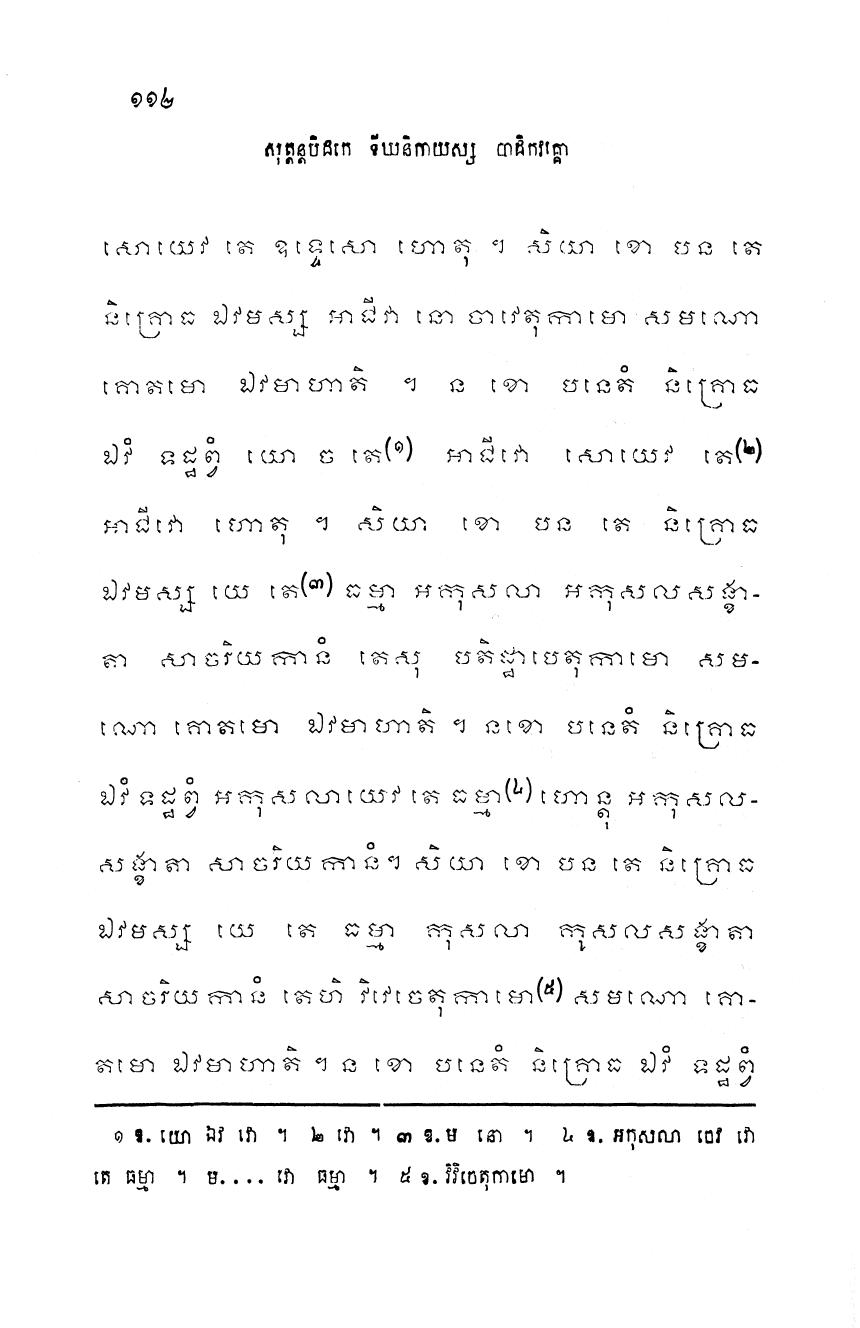 ១១២
សុត្តន្តបិដកេ ទីឃនិកាយស្ស បាដិកវគ្គោ
សោយេវ តេ ឧទ្ទេសោ ហោតុ ។ សិយា ខោ បន តេ
និគ្រោធ ឯវមស្ស អាជីវា នោ ចាវេតុកាមោ សមណោ
គោតមោ ឯវមាហាតិ ។ ន ខោ បនេតំ និគ្រោធ
ឯវំ ទដ្ឋព្វំ យោ ច តេ(១) អាជីវោ សោយេវ តេ(២)
អាជីវោ ហោតុ ។ សិយា ខោ បន តេ និគ្រោធ
ឯវមស្ស យេ តេ(៣) ធម្មា អកុសលា អកុសលសង្ខា-
តា សាចរិយកានំ តេសុ បតិដ្ឋាបេតុកាមោ សម-
ណោ គោតមោ ឯវមាហាតិ ។ នខោ បនេតំ និគ្រោធ
ឯវំ ទដ្ឋព្វំ អកុសលាយេវ តេ ធម្មា(៤) ហោន្តុ អកុសល-
សង្ខាតា សាចរិយកានំ។ សិយា ខោ បន តេ និគ្រោធ
ឯវមស្ស យេ តេ ធម្មា កុសលា កុសលសង្ខាតា
សាចរិយកានំ តេហិ វិវេចេតុកាមោ(៥) សមណោ គោ-
តមោ ឯវមាហាតិ ។ ន ខោ បនេតំ និគ្រោធ ឯវំ ទដ្ឋព្វំ
១ ឱ. យោ ឯវ វោ ។ ២ វោ ។ ៣ ឱ. ម នោ ។ ៤ ឱ. អកុសលា ចេវ វោ
តេ ធម្មា ។ ម.... វោ ធម្មា ។ ៥ ឱ. វិវិចេតុកាមោ ។